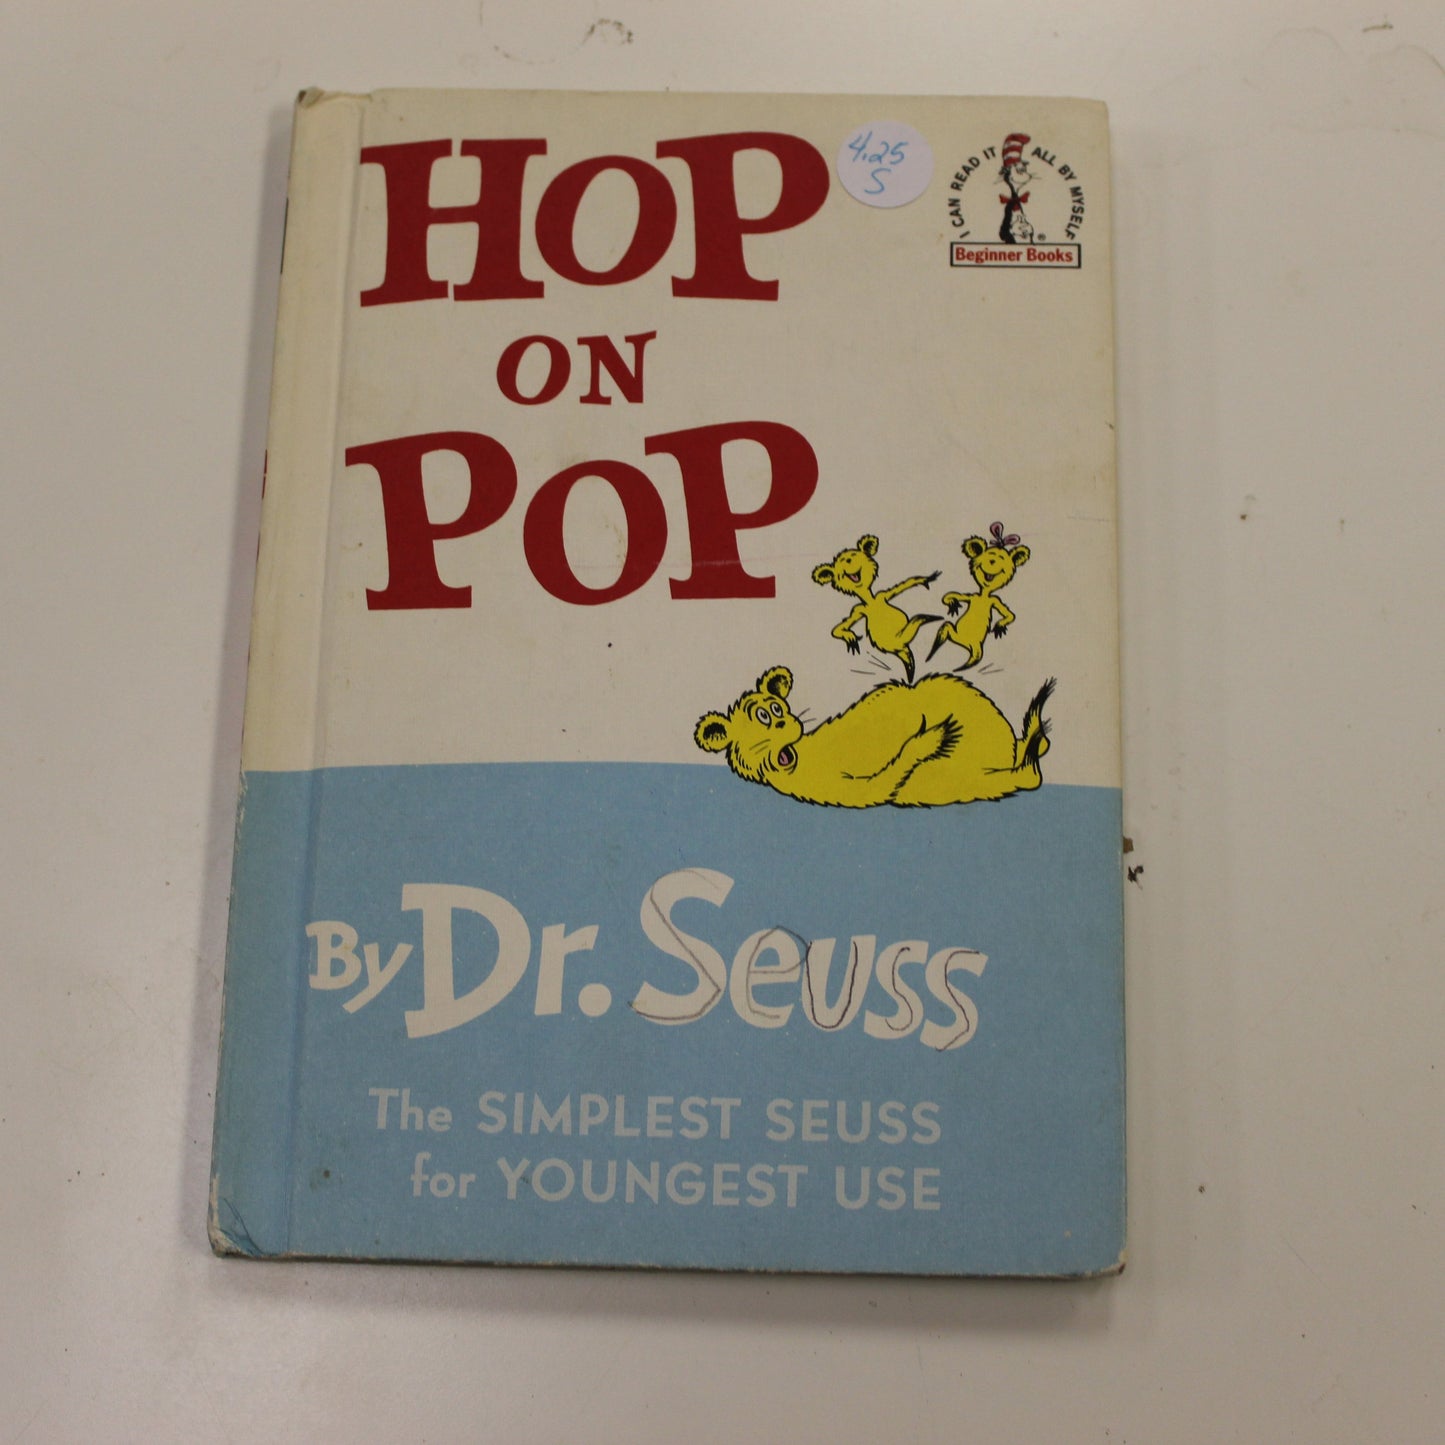 HOP
ON
POP
4.25
S
I CAN READ IT ALL BY MYSELF
Beginner Books
By Dr. Seuss
The SIMPLEST SEUSS
for YOUNGEST USE